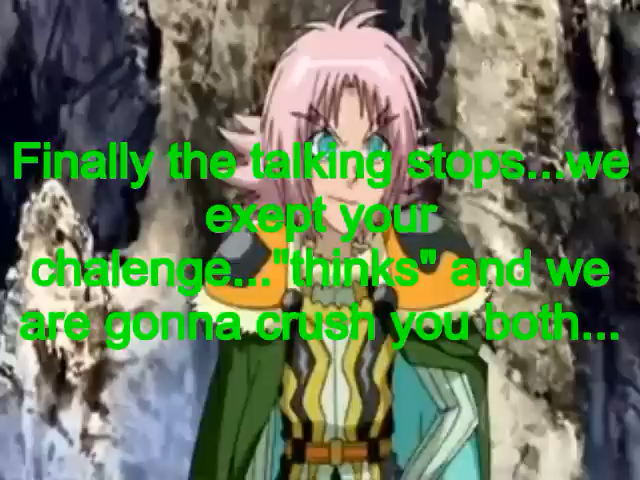 Finally the talking stops...we
exept your
chalenge..."thinks" and we
are gonna crush you both...